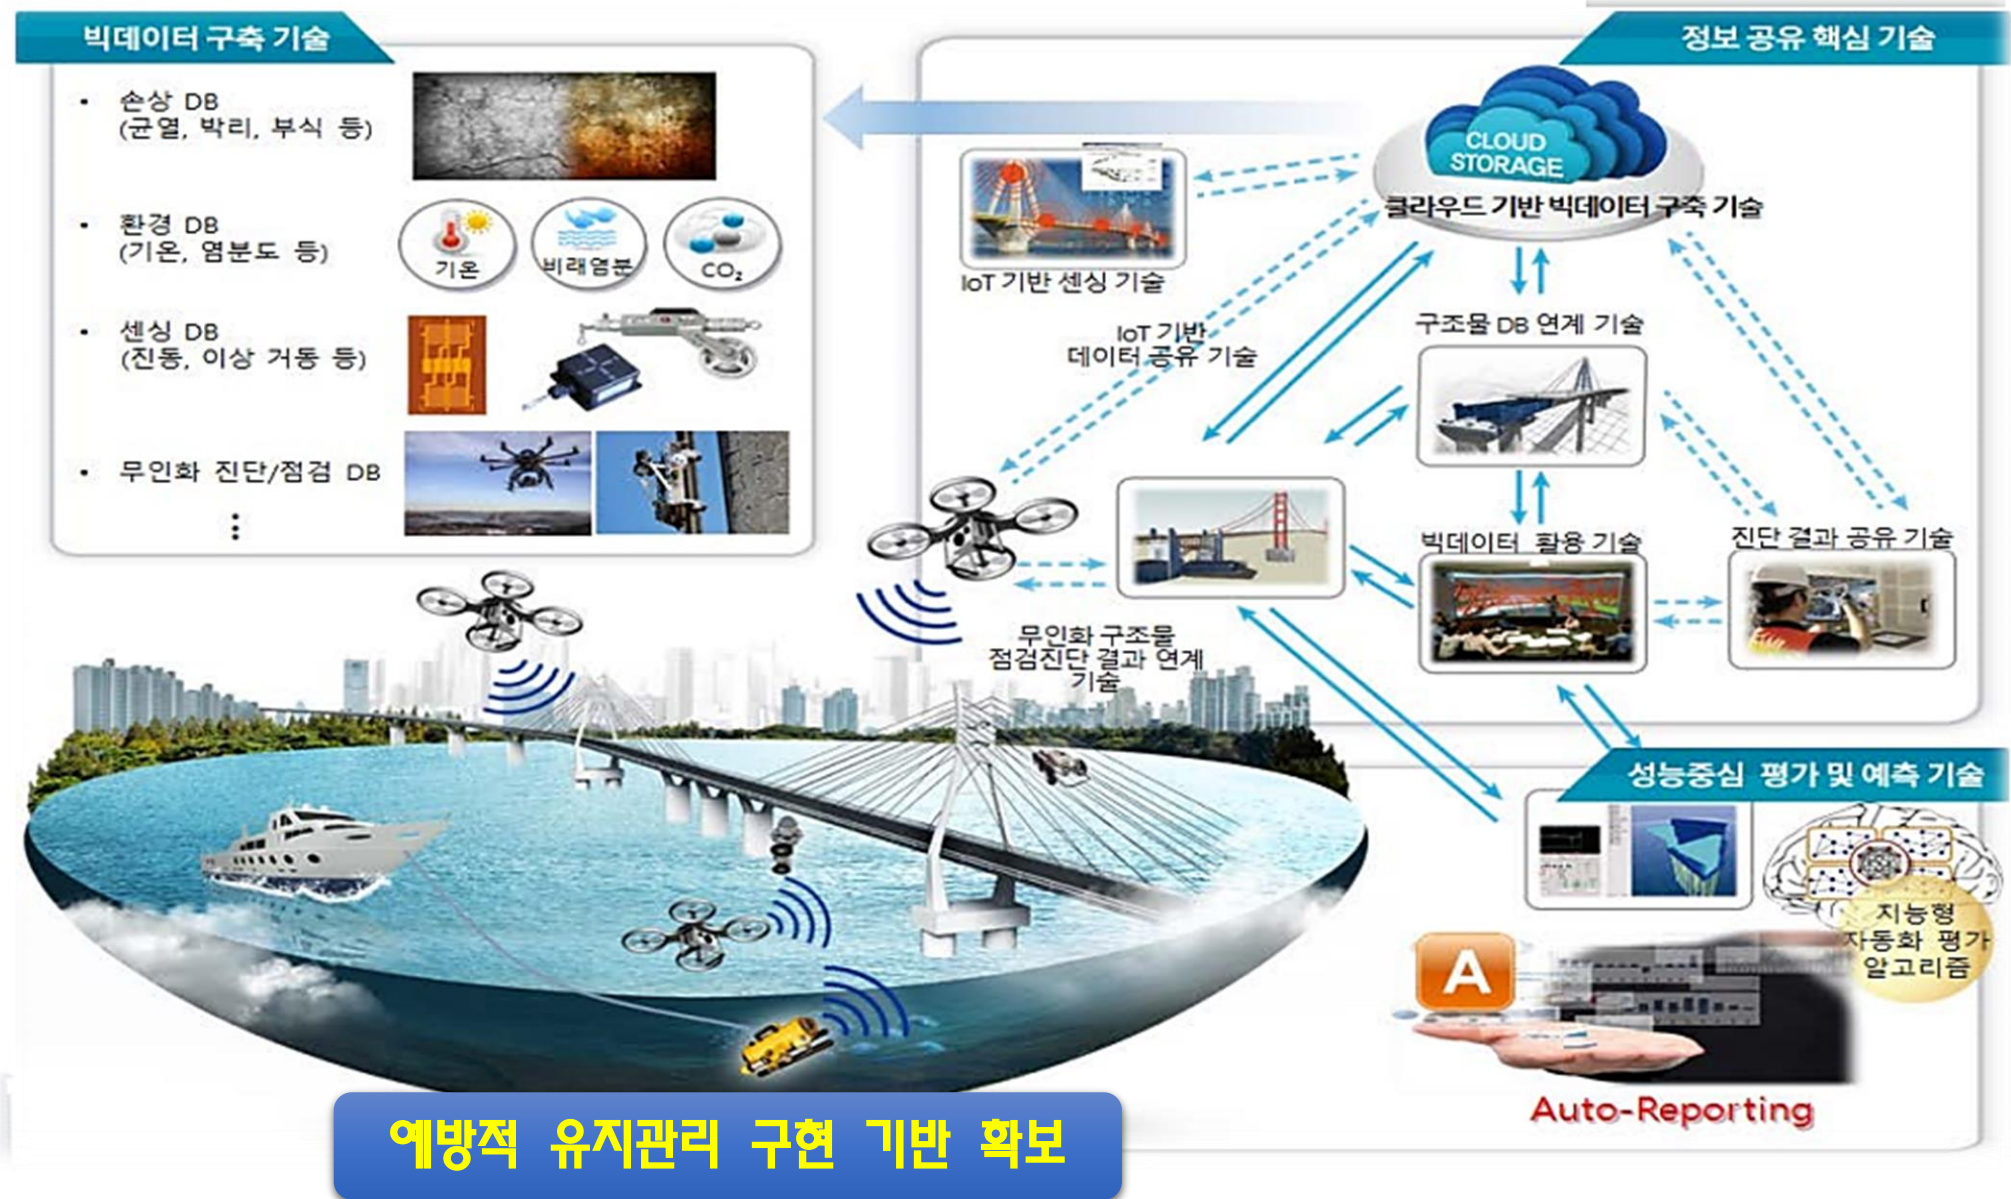 빅데이터 구축 기술
• 손상 DB
(균열, 박리, 부식 등)
• 환경 DB
(기온, 염분도 등)
기온
비래염분
CO₂
• 센싱 DB
(진동, 이상 거동 등)
• 무인화 진단/점검 DB
⋮
정보 공유 핵심 기술
CLOUD
STORAGE
클라우드 기반 빅데이터 구축 기술
IoT 기반 센싱 기술
IoT 기반
데이터 공유 기술
구조물 DB 연계 기술
빅데이터 활용 기술
진단 결과 공유 기술
무인화 구조물
점검진단 결과 연계
기술
성능중심 평가 및 예측 기술
지능형
자동화 평가
알고리즘
A
Auto-Reporting
예방적 유지관리 구현 기반 확보